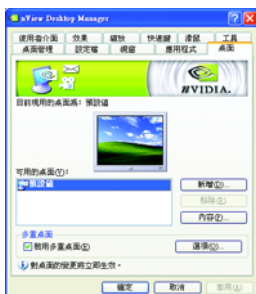 nView Desktop Manager
使用者介面 效果 縮放 快速鍵 滑鼠 工具
桌面管理 設定檔 視窗 應用程式 桌面
NVIDIA.
目前現用的桌面為：預設值
可用的桌面(V):
預設值
新增(D)...
移除(E)...
內容(P)...
多重桌面
啟用多重桌面(E)
選項(O)...
對桌面的變更將立即生效。
確定 取消 套用(A)